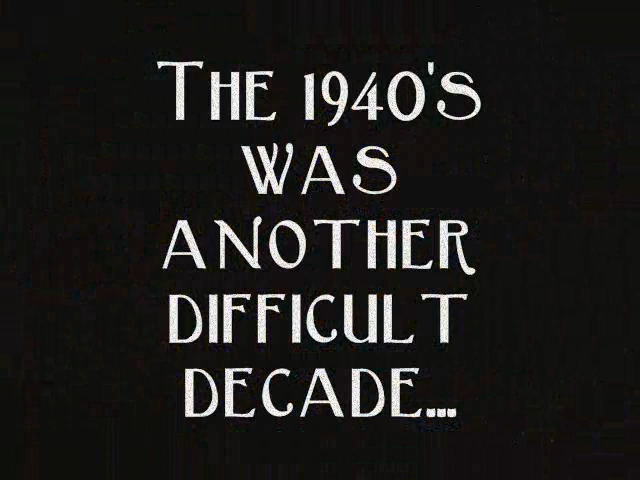 The 1940's
was
another
difficult
decade...